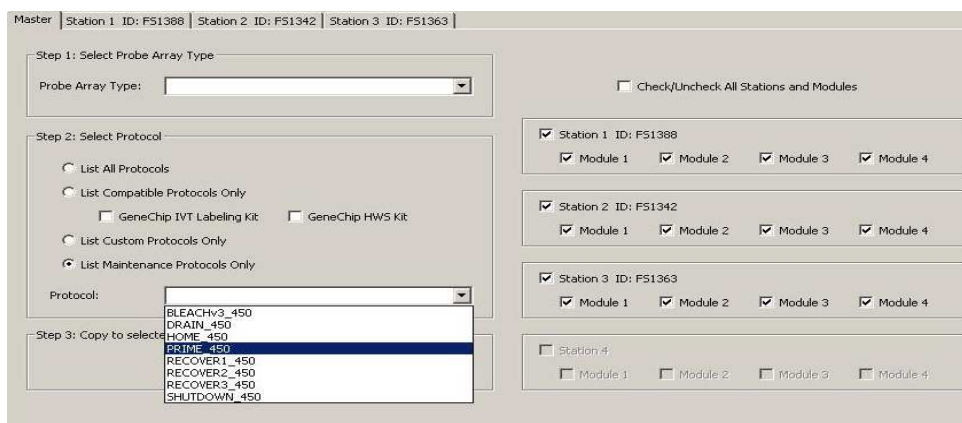 Master Station 1 ID: FS1388 Station 2 ID: FS1342 Station 3 ID: FS1363
Step 1: Select Probe Array Type
Probe Array Type:
Step 2: Select Protocol
List All Protocols
List Compatible Protocols Only
GeneChip IVT Labeling Kit GeneChip HWS Kit
List Custom Protocols Only
List Maintenance Protocols Only
Protocol:
BLEACHv3_450
DRAIN_450
HOME_450
PRIME_450
RECOVER1_450
RECOVER2_450
RECOVER3_450
SHUTDOWN_450
Step 3: Copy to selecte
Check/Uncheck All Stations and Modules
Station 1 ID: FS1388
Module 1 Module 2 Module 3 Module 4
Station 2 ID: FS1342
Module 1 Module 2 Module 3 Module 4
Station 3 ID: FS1363
Module 1 Module 2 Module 3 Module 4
Station 4
Module 1 Module 2 Module 3 Module 4